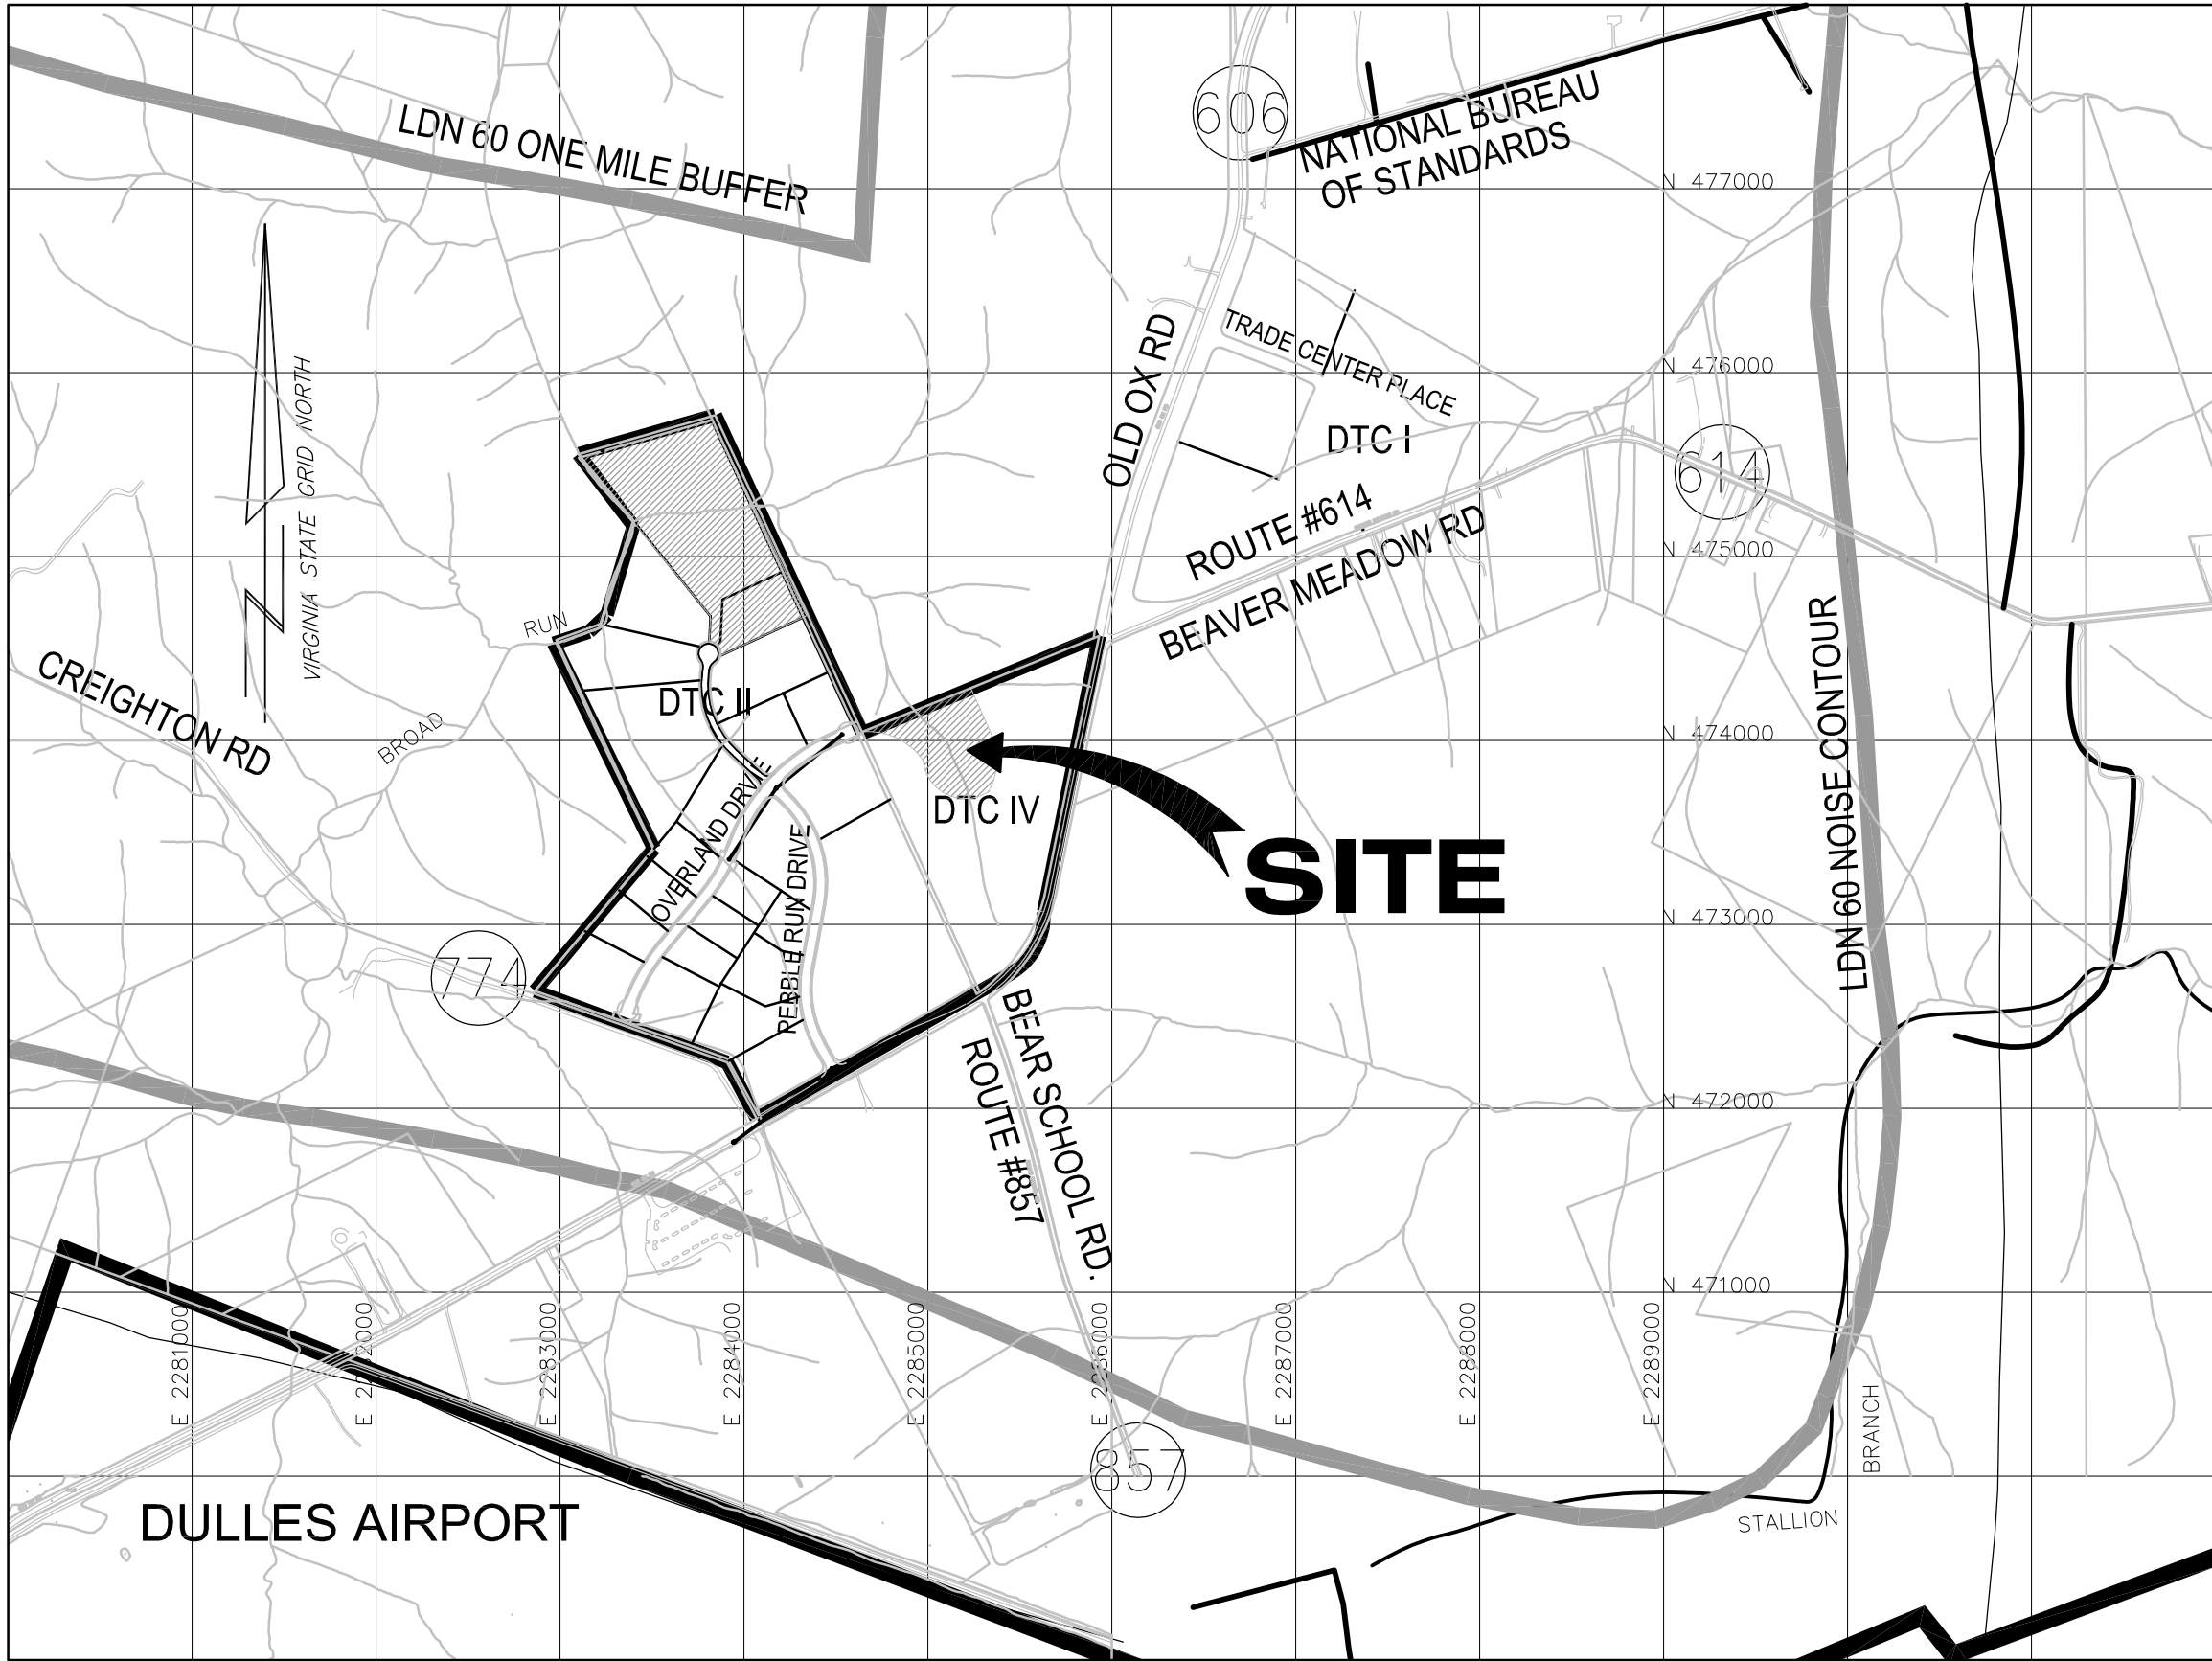 LDN 60 ONE MILE BUFFER
606
NATIONAL BUREAU
OF STANDARDS
N 477000
VIRGINIA STATE GRID NORTH
OLD OX RD
TRADE CENTER PLACE
N 476000
DTC I
614
ROUTE #614
BEAVER MEADOW RD
N 475000
RUN
CREIGHTON RD
BROAD
DTC II
N 474000
LDN 60 NOISE CONTOUR
OVERLAND DRVIE
PEBBLE RUN DRIVE
DTC IV
SITE
N 473000
774
BEAR SCHOOL RD.
ROUTE #857
N 472000
N 471000
E 2281000
E 2282000
E 2283000
E 2284000
E 2285000
E 2286000
E 2287000
E 2288000
E 2289000
857
BRANCH
STALLION
DULLES AIRPORT